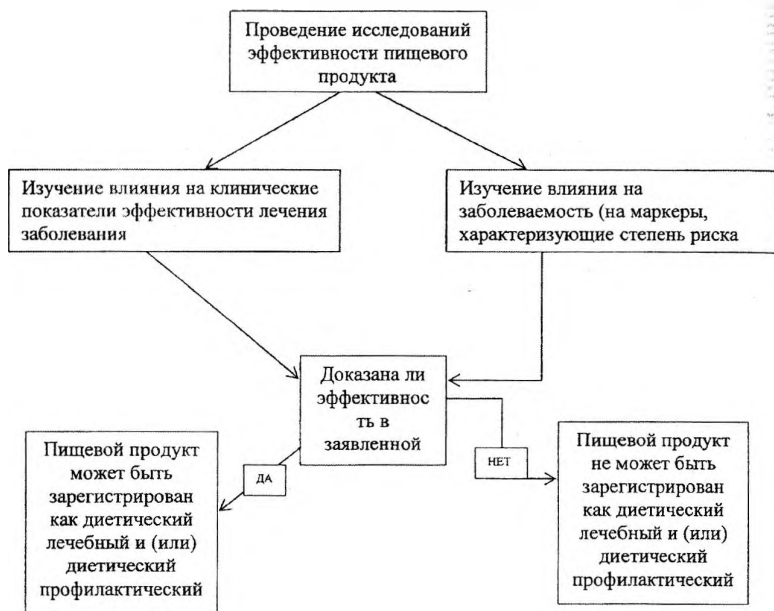 Проведение исследований
эффективности пищевого
продукта
Изучение влияния на клинические
показатели эффективности лечения
заболевания
Изучение влияния на
заболеваемость (на маркеры,
характеризующие степень риска
Доказана ли
эффективнос
ть в
заявленной
ДА
НЕТ
Пищевой продукт
может быть
зарегистрирован
как диетический
лечебный и (или)
диетический
профилактический
Пищевой продукт
не может быть
зарегистрирован
как диетический
лечебный и (или)
диетический
профилактический